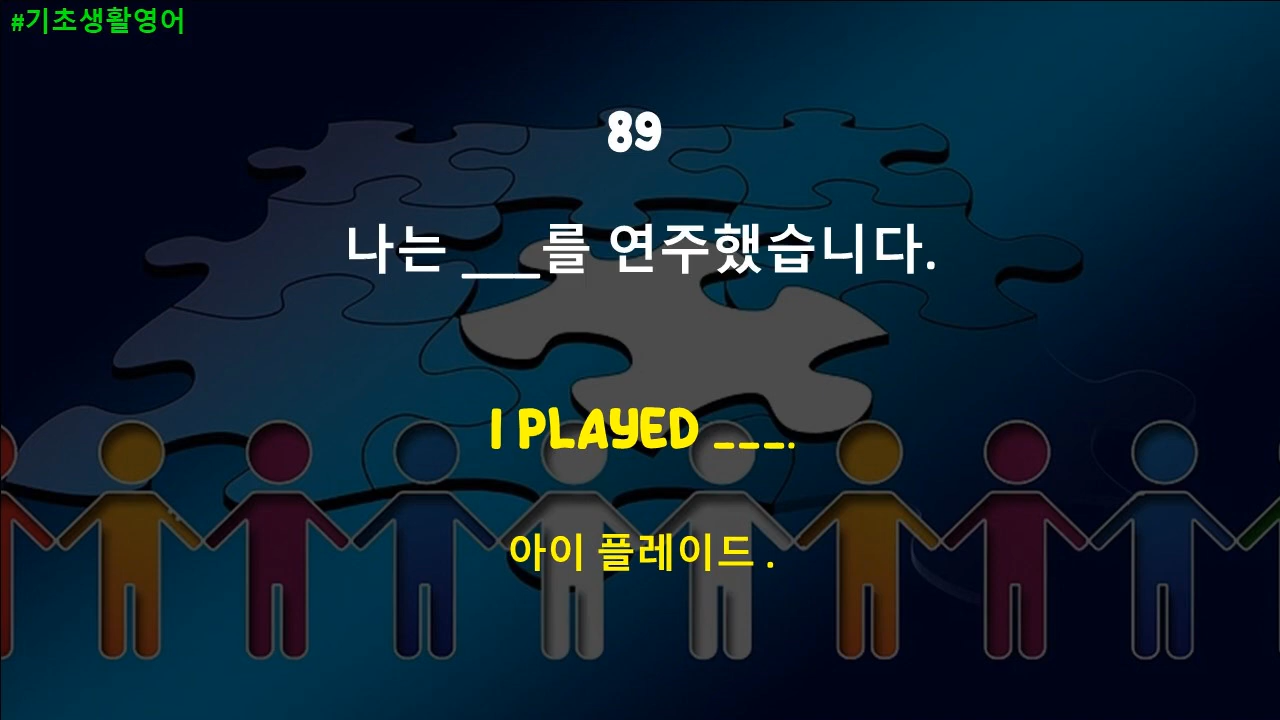 #기초생활영어
89
나는 ___를 연주했습니다.
I PLAYED ___.
아이 플레이드 .